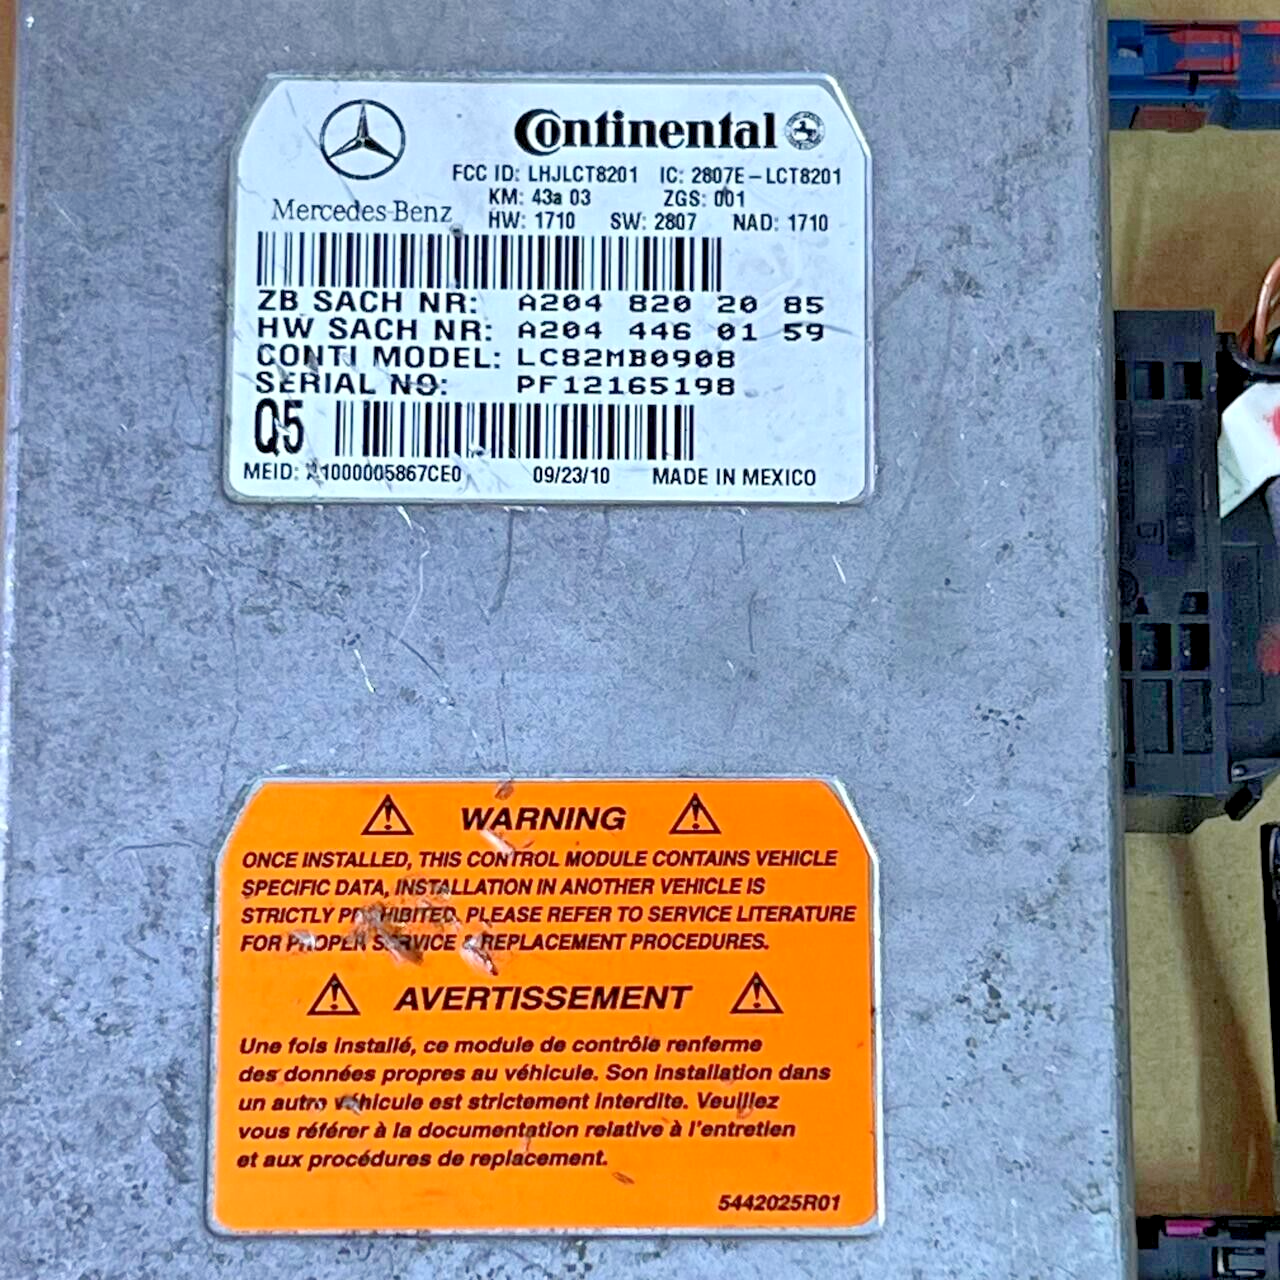 Continental
FCC ID: LHJLCT8201 IC: 2807E-LCT8201
KM: 43a 03 ZGS: 001
Mercedes-Benz
HW: 1710 SW: 2807 NAD: 1710
ZB SACH NR: A204 820 20 85
HW SACH NR: A204 446 01 59
CONTI MODEL: LC82MB0908
SERIAL NO: PF12165198
Q5
MEID: A1000005867CE0 09/23/10 MADE IN MEXICO
WARNING
ONCE INSTALLED, THIS CONTROL MODULE CONTAINS VEHICLE
SPECIFIC DATA, INSTALLATION IN ANOTHER VEHICLE IS
STRICTLY PROHIBITED. PLEASE REFER TO SERVICE LITERATURE
FOR PROPER SERVICE & REPLACEMENT PROCEDURES.
AVERTISSEMENT
Une fois installé, ce module de contrôle renferme
des données propres au véhicule. Son installation dans
un autre véhicule est strictement interdite. Veuillez
vous référer à la documentation relative à l'entretien
et aux procédures de replacement.
5442025R01